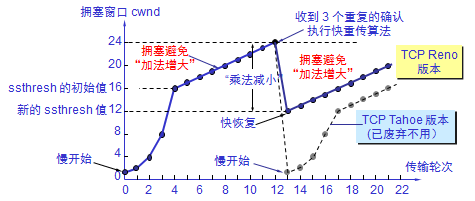 拥塞窗口 cwnd
收到 3 个重复的确认
执行快重传算法
24
20
ssthresh 的初始值 16
新的 ssthresh 值 12
8
4
0
拥塞避免
“加法增大”
“乘法减小”
拥塞避免
“加法增大”
TCP Reno
版本
TCP Tahoe 版本
(已废弃不用)
快恢复
慢开始
慢开始
0 2 4 6 8 10 12 14 16 18 20 22
传输轮次